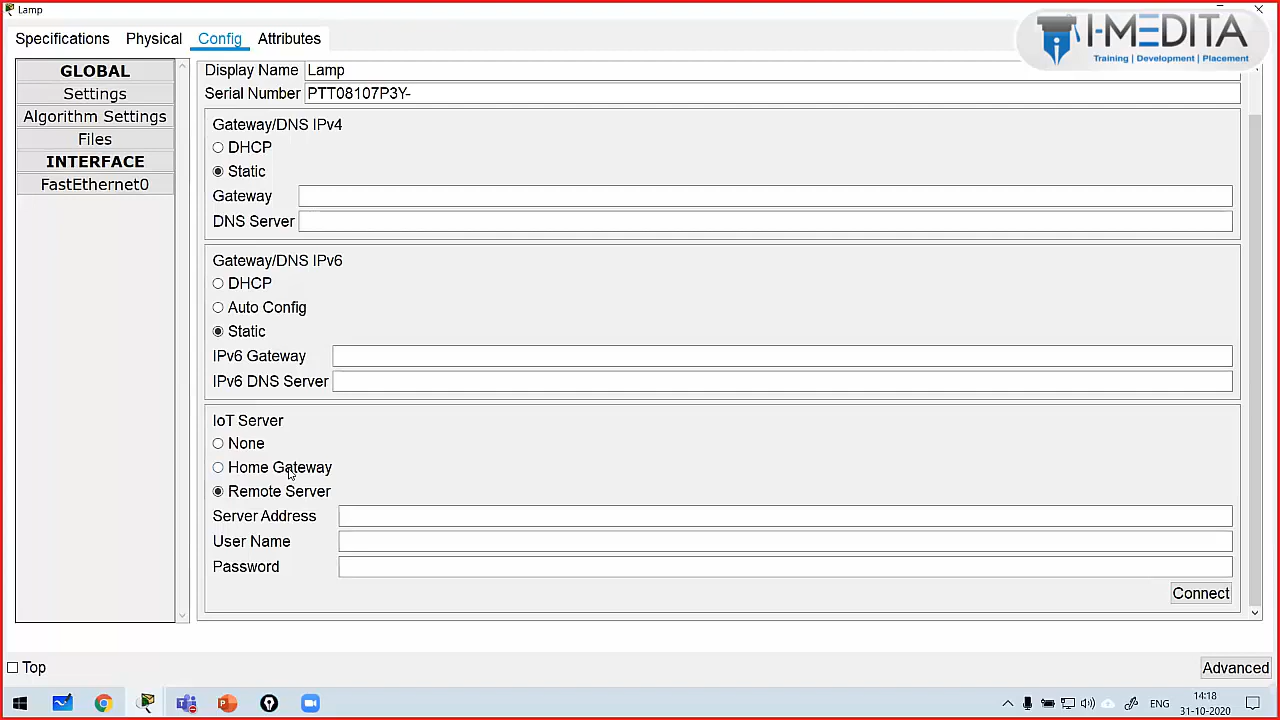 Lamp
Specifications Physical Config Attributes
I-MEDITA
Training | Development | Placement
GLOBAL
Settings
Algorithm Settings
Files
INTERFACE
FastEthernet0
Display Name Lamp
Serial Number PTT08107P3Y-
Gateway/DNS IPv4
DHCP
Static
Gateway
DNS Server
Gateway/DNS IPv6
DHCP
Auto Config
Static
IPv6 Gateway
IPv6 DNS Server
IoT Server
None
Home Gateway
Remote Server
Server Address
User Name
Password
Connect
Top
Advanced
ENG
14:18
31-10-2020